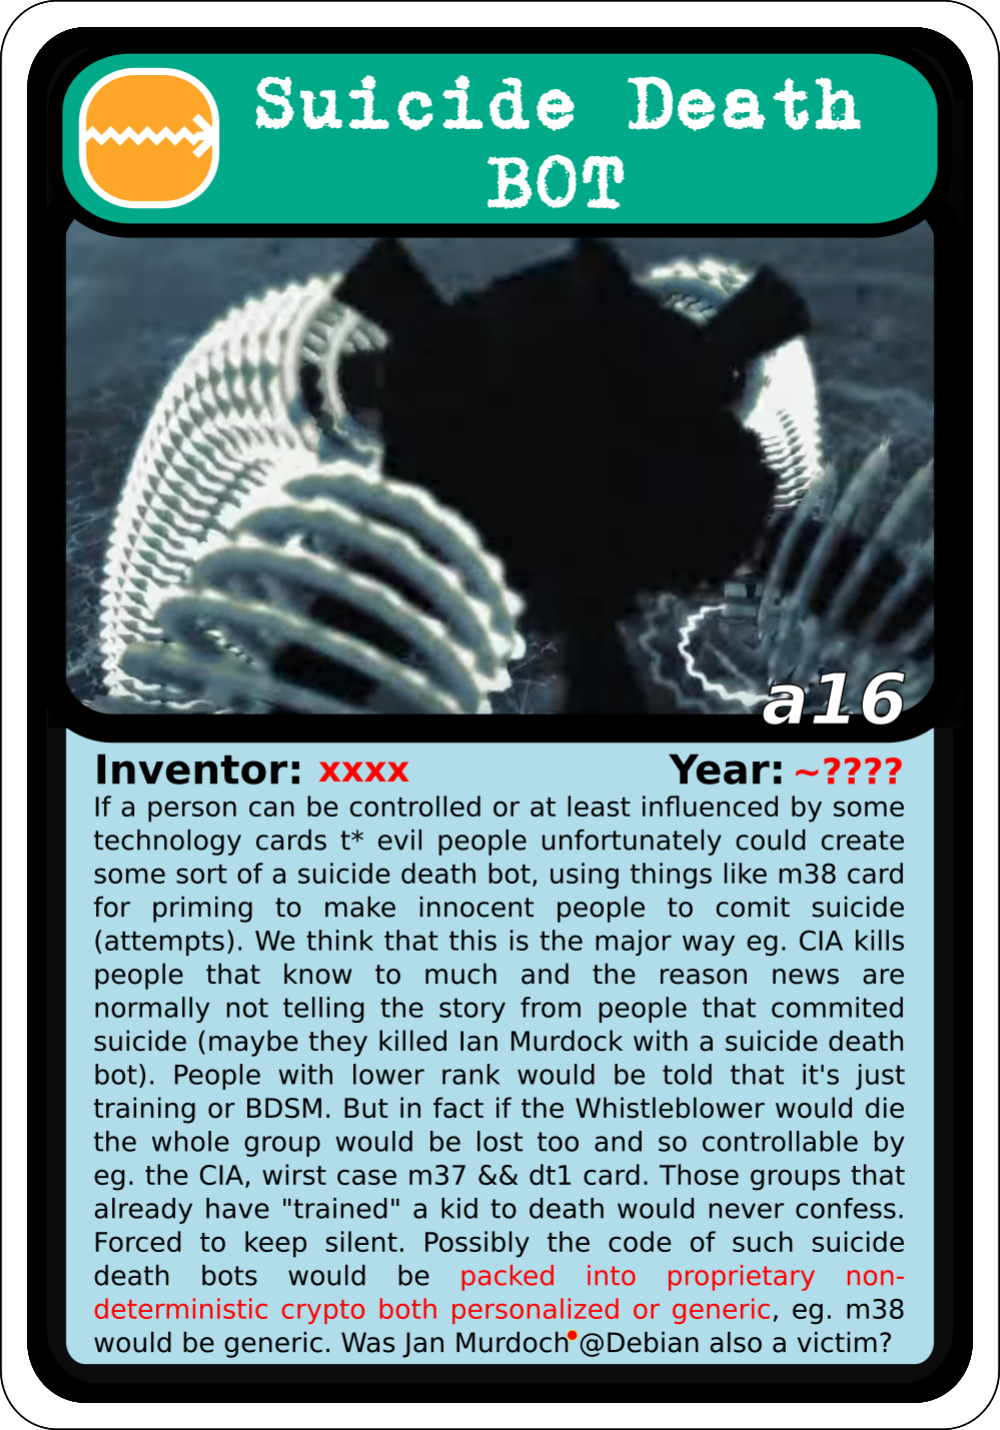 Suicide Death
BOT
a16
Inventor: xxxx Year: ~????
If a person can be controlled or at least influenced by some
technology cards t* evil people unfortunately could create
some sort of a suicide death bot, using things like m38 card
for priming to make innocent people to comit suicide
(attempts). We think that this is the major way eg. CIA kills
people that know to much and the reason news are
normally not telling the story from people that commited
suicide (maybe they killed Ian Murdock with a suicide death
bot). People with lower rank would be told that it's just
training or BDSM. But in fact if the Whistleblower would die
the whole group would be lost too and so controllable by
eg. the CIA, wirst case m37 && dt1 card. Those groups that
already have "trained" a kid to death would never confess.
Forced to keep silent. Possibly the code of such suicide
death bots would be packed into proprietary non-
deterministic crypto both personalized or generic, eg. m38
would be generic. Was Jan Murdoch•@Debian also a victim?